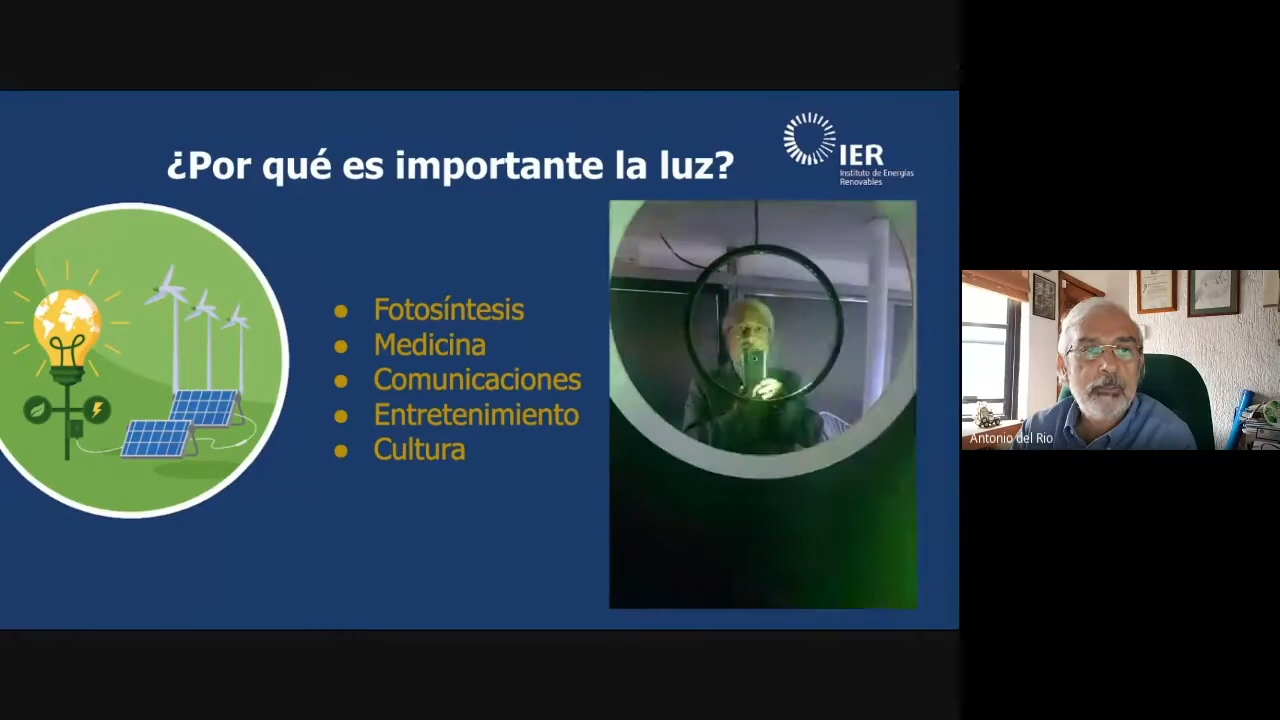 ¿Por qué es importante la luz?
IER
Instituto de Energías
Renovables
● Fotosíntesis
● Medicina
● Comunicaciones
● Entretenimiento
● Cultura
Antonio del Rio